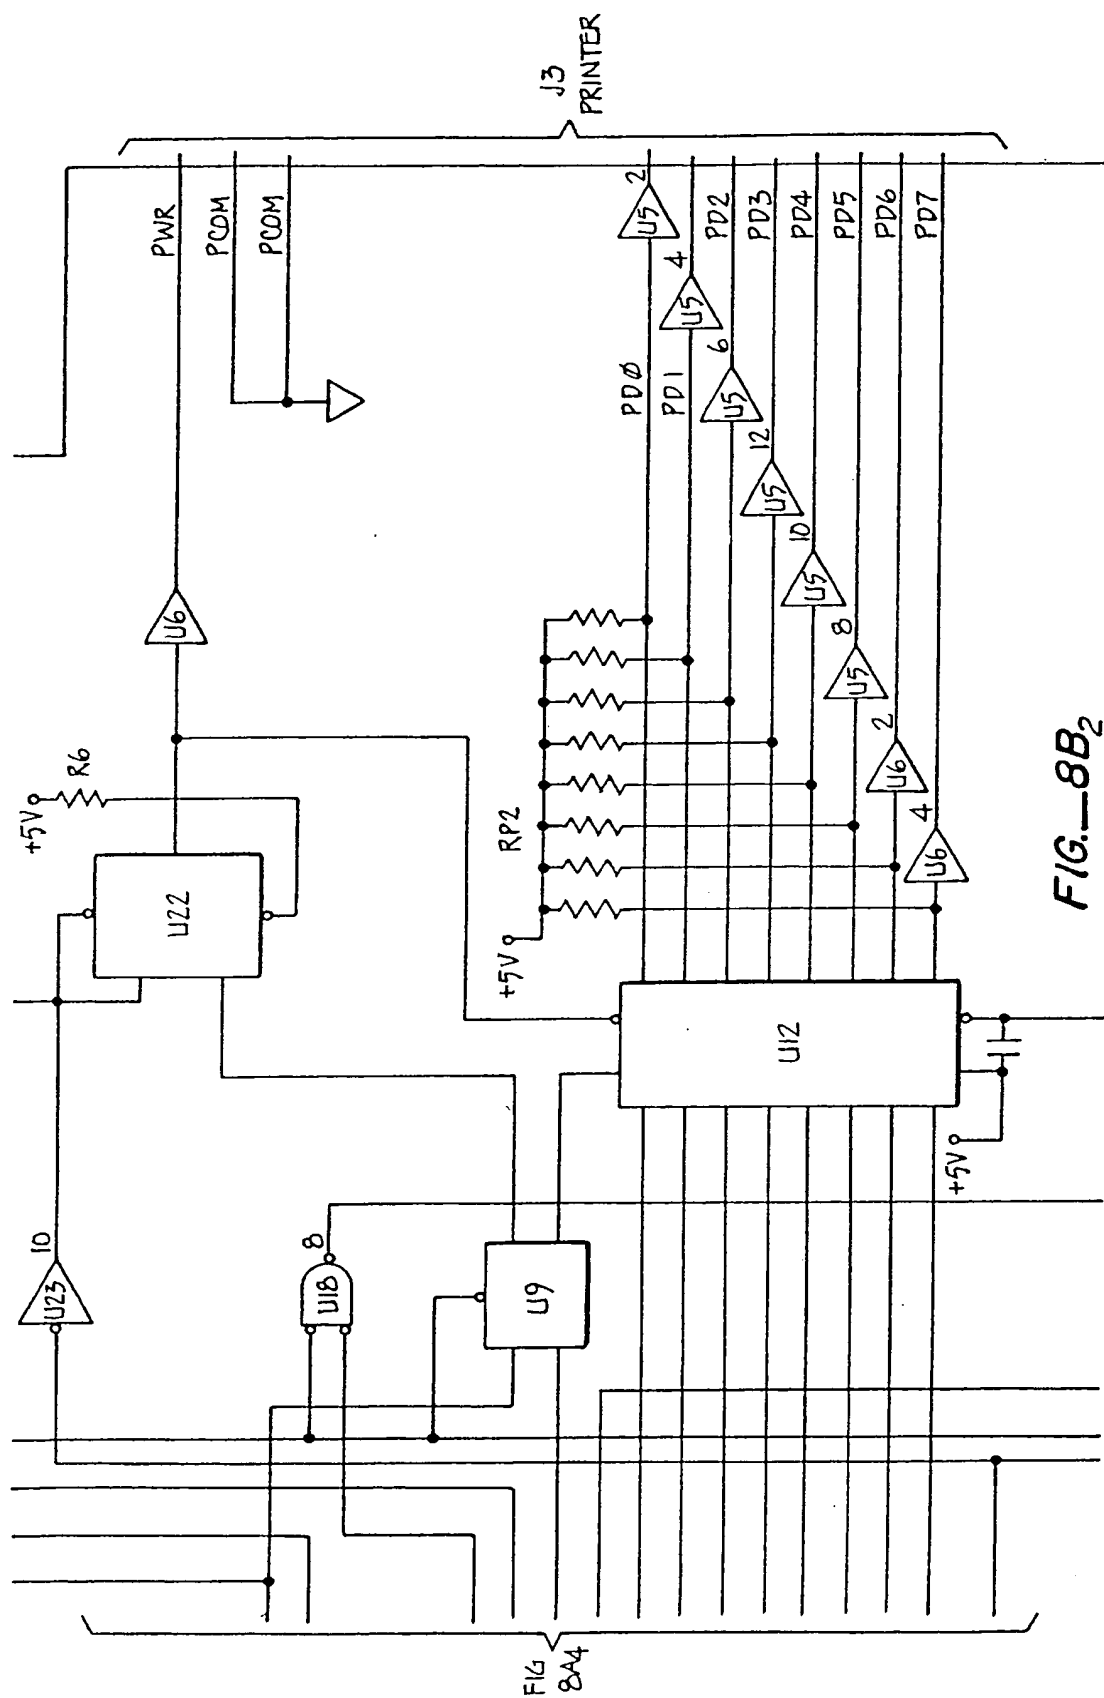 J3
PRINTER
PWR
PCOM
PCOM
+5V
R6
U6
U22
U23
10
U18
8
U9
+5V
RP2
PDØ
PD1
PD2
PD3
PD4
PD5
PD6
PD7
U5
2
U5
4
U5
6
U5
12
U5
10
U5
8
U6
2
U6
4
U12
+5V
FIG
8A4
FIG._8B2